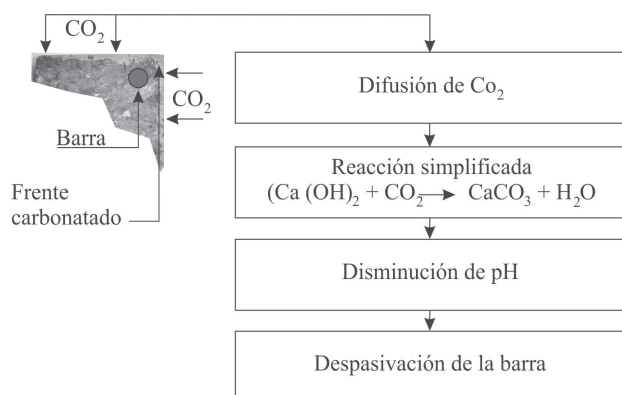 CO₂
CO₂
Barra
Frente
carbonatado
Difusión de Co₂
Reacción simplificada
(Ca (OH)₂ + CO₂ → CaCO₃ + H₂O
Disminución de pH
Despasivación de la barra